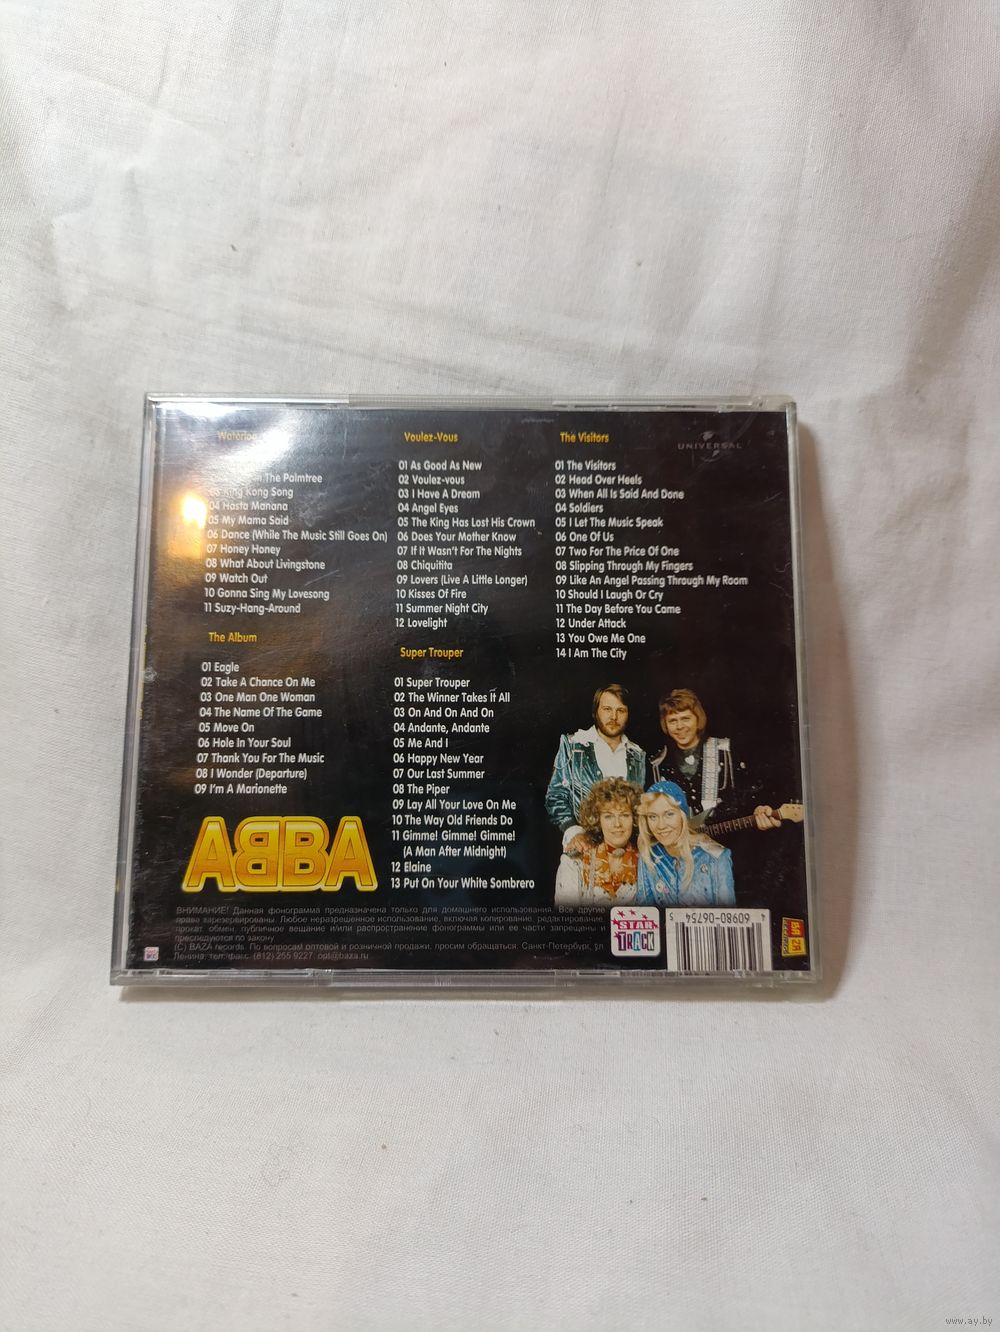 Waterloo
In The Palmtree
King Kong Song
04 Hasta Manana
05 My Mama Said
06 Dance (While The Music Still Goes On)
07 Honey Honey
08 What About Livingstone
09 Watch Out
10 Gonna Sing My Lovesong
11 Suzy-Hang-Around
The Album
01 Eagle
02 Take A Chance On Me
03 One Man One Woman
04 The Name Of The Game
05 Move On
06 Hole In Your Soul
07 Thank You For The Music
08 I Wonder (Departure)
09 I'm A Marionette
Voulez-Vous
01 As Good As New
02 Voulez-vous
03 I Have A Dream
04 Angel Eyes
05 The King Has Lost His Crown
06 Does Your Mother Know
07 If It Wasn't For The Nights
08 Chiquitita
09 Lovers (Live A Little Longer)
10 Kisses Of Fire
11 Summer Night City
12 Lovelight
Super Trouper
01 Super Trouper
02 The Winner Takes It All
03 On And On And On
04 Andante, Andante
05 Me And I
06 Happy New Year
07 Our Last Summer
08 The Piper
09 Lay All Your Love On Me
10 The Way Old Friends Do
11 Gimme! Gimme! Gimme!
(A Man After Midnight)
12 Elaine
13 Put On Your White Sombrero
The Visitors
01 The Visitors
02 Head Over Heels
03 When All Is Said And Done
04 Soldiers
05 I Let The Music Speak
06 One Of Us
07 Two For The Price Of One
08 Slipping Through My Fingers
09 Like An Angel Passing Through My Room
10 Should I Laugh Or Cry
11 The Day Before You Came
12 Under Attack
13 You Owe Me One
14 I Am The City
UNIVERSAL
ABBA
ВНИМАНИЕ! Данная фонограмма предназначена только для домашнего использования. Все другие
права зарезервированы. Любое неразрешенное использование, включая копирование, редактирование,
прокат, обмен, публичное вещание и/или распространение фонограммы или ее части запрещены и
преследуются по закону.
(C) BAZA records. По вопросам оптовой и розничной продажи, просим обращаться: Санкт-Петербург, ул.
Ленина, тел. факс. (812) 255 9227 opt@baza.ru
STAR
TRACK
4 60980 06754 5
BAZA
www.ay.by